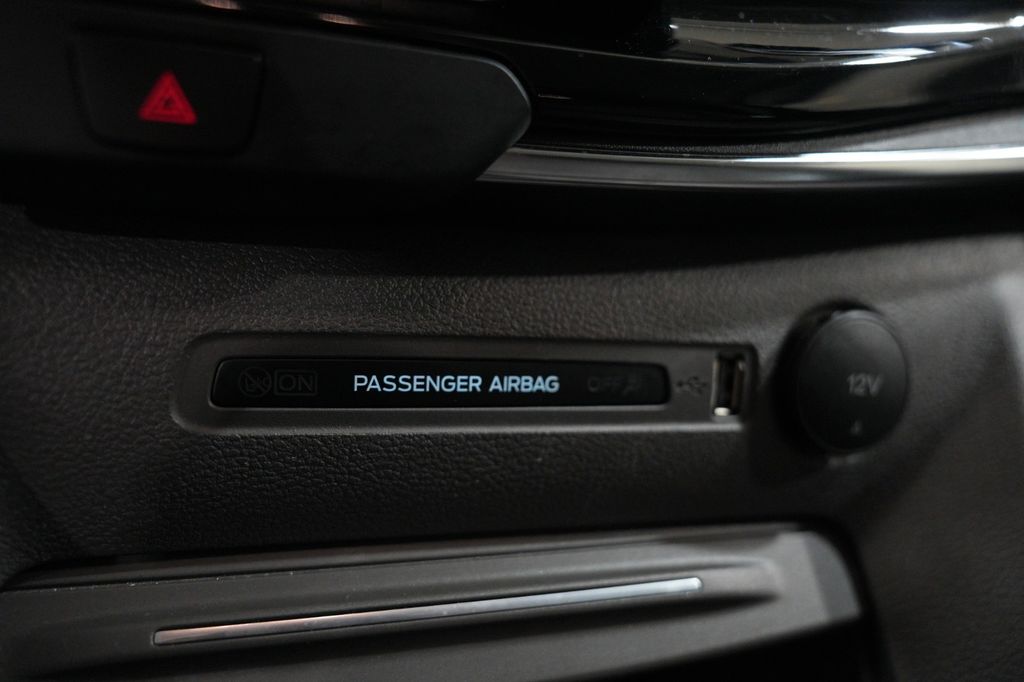 ON PASSENGER AIRBAG OFF
12V